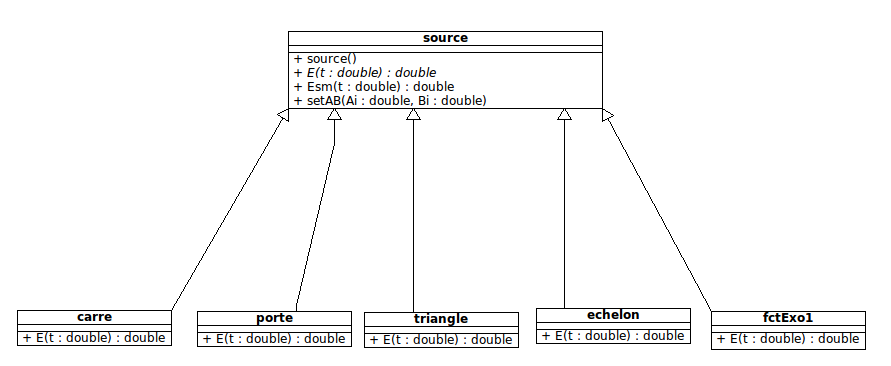 source
+ source()
+ E(t : double) : double
+ Esm(t : double) : double
+ setAB(Ai : double, Bi : double)
carre
+ E(t : double) : double
porte
+ E(t : double) : double
triangle
+ E(t : double) : double
echelon
+ E(t : double) : double
fctExo1
+ E(t : double) : double